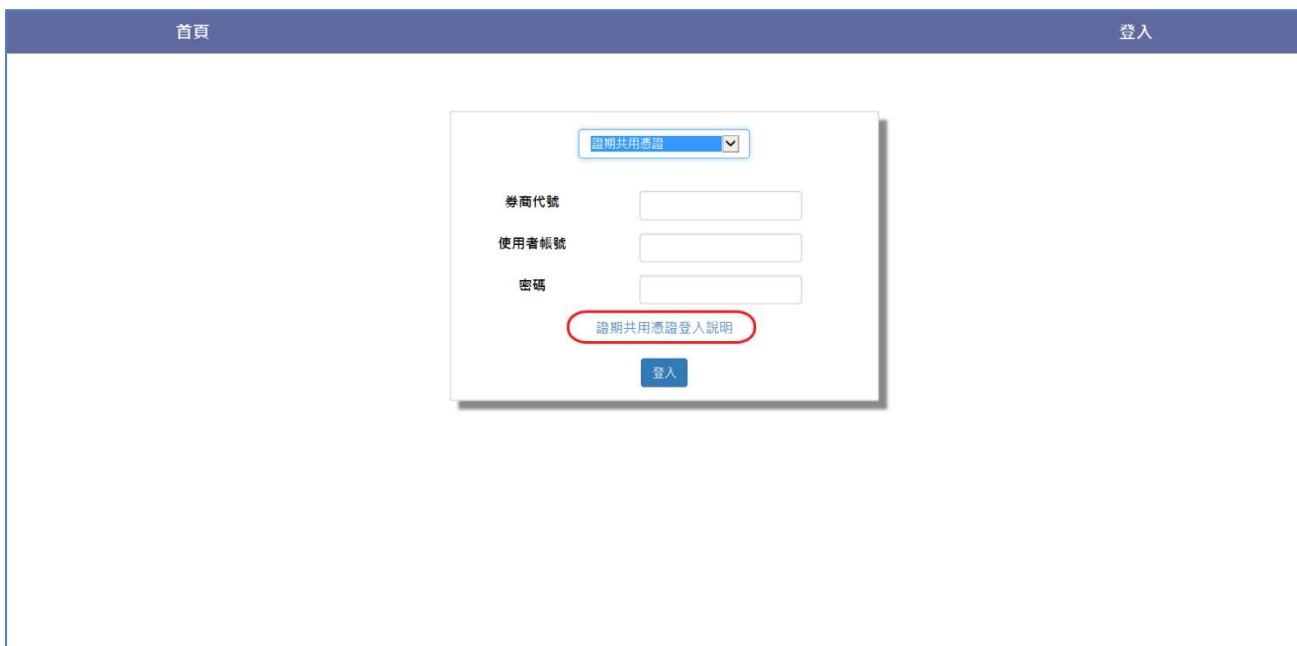 首頁
登入
證期共用憑證
券商代號
使用者帳號
密碼
證期共用憑證登入說明
登入